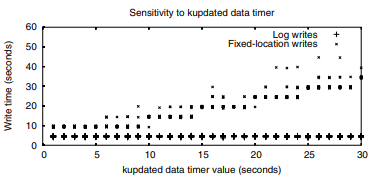 Sensitivity to kupdated data timer
Log writes
Fixed-location writes
Write time (seconds)
60
50
40
30
20
10
0
0 5 10 15 20 25 30
kupdated data timer value (seconds)